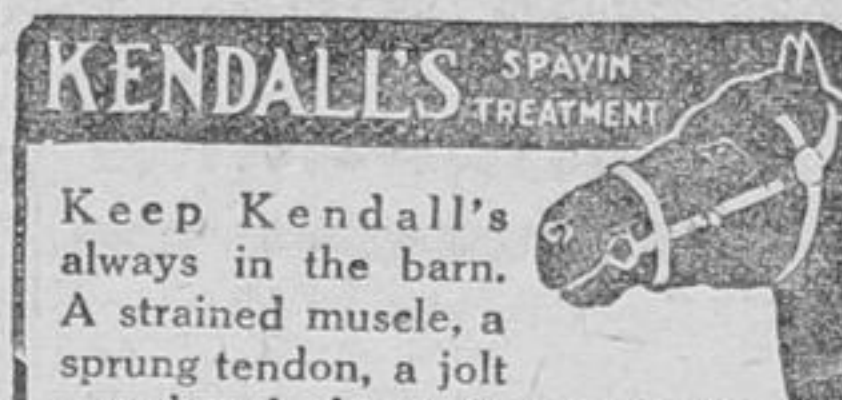 KENDALL'S SPAVIN
TREATMENT
Keep Kendall's
always in the barn.
A strained muscle, a
sprung tendon, a jolt